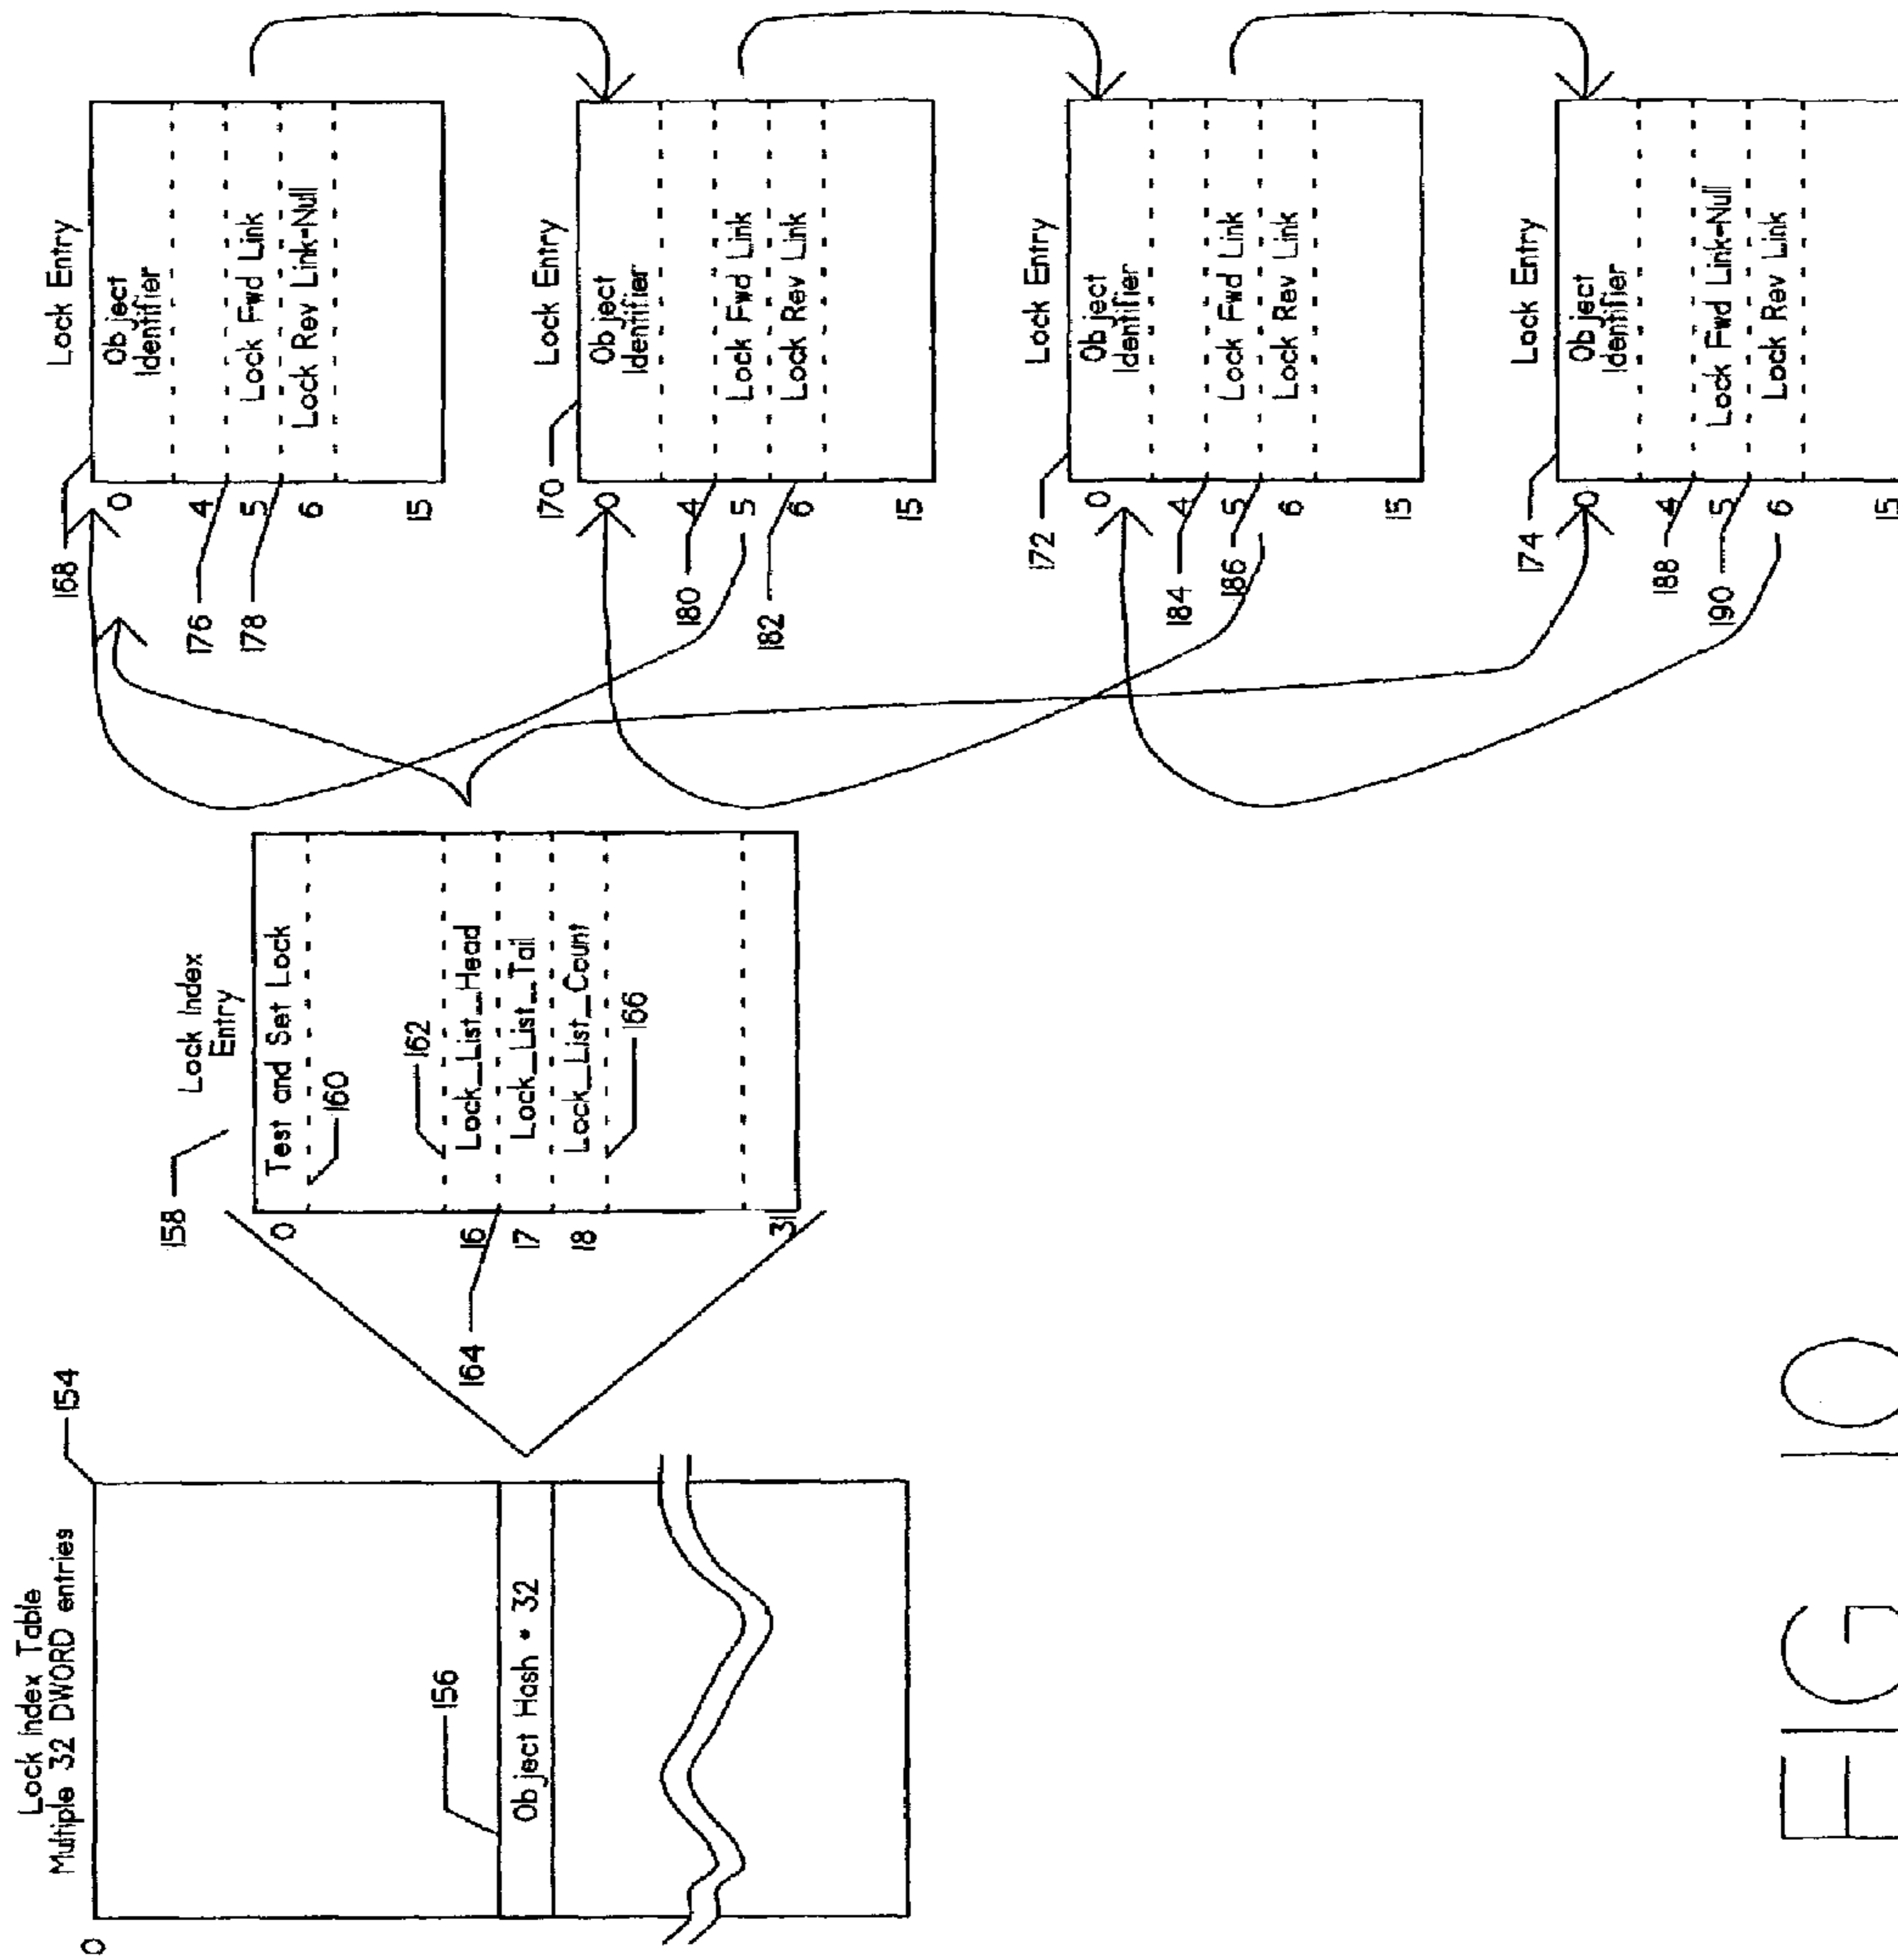 Lock Index Table
Multiple 32 DWORD entries
154
0
156
Object Hash * 32
Lock Index
Entry
158
0
Test and Set Lock
160
162
16
Lock_List_Head
164
17
Lock_List_Tail
18
Lock_List_Count
166
31
Lock Entry
168
0
Object
Identifier
176
4
178
5
Lock Fwd Link
6
Lock Rev Link=Null
15
Lock Entry
170
0
Object
Identifier
180
4
5
Lock Fwd Link
182
6
Lock Rev Link
15
Lock Entry
172
0
Object
Identifier
184
4
186
5
Lock Fwd Link
6
Lock Rev Link
15
Lock Entry
174
0
Object
Identifier
188
4
190
5
Lock Fwd Link=Null
6
Lock Rev Link
15
FIG 10